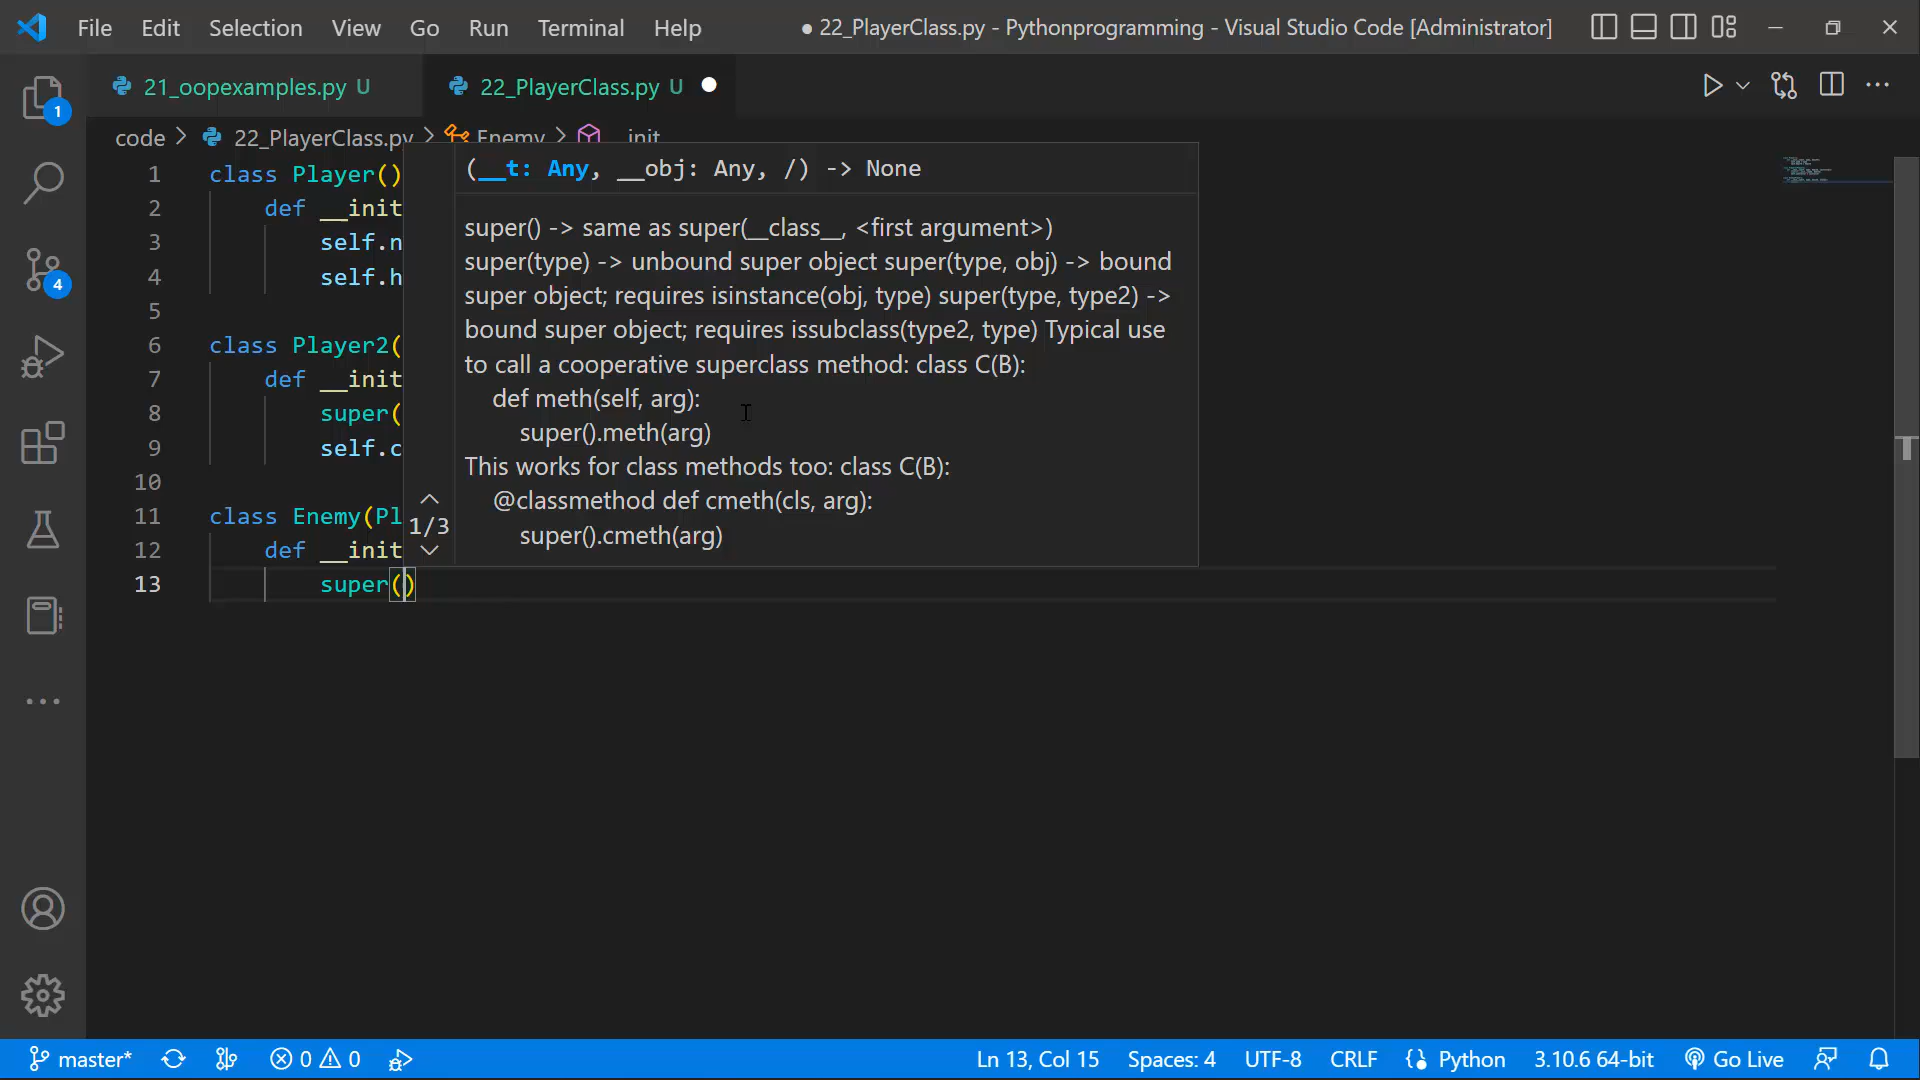 File Edit Selection View Go Run Terminal Help ● 22_PlayerClass.py - Pythonprogramming - Visual Studio Code [Administrator]
1 21_oopexamples.py U 22_PlayerClass.py U
code > 22_PlayerClass.py > Enemy > __init__
1 class Player()
2 def __init
3 self.n
4 self.h
5
6 class Player2(
7 def __init
8 super(
9 self.c
10
11 class Enemy(Pl
12 def __init
13 super()
(__t: Any, __obj: Any, /) -> None
super() -> same as super(__class__, <first argument>)
super(type) -> unbound super object super(type, obj) -> bound
super object; requires isinstance(obj, type) super(type, type2) ->
bound super object; requires issubclass(type2, type) Typical use
to call a cooperative superclass method: class C(B):
def meth(self, arg):
super().meth(arg)
This works for class methods too: class C(B):
@classmethod def cmeth(cls, arg):
super().cmeth(arg)
1/3
4
master* 0 0 Ln 13, Col 15 Spaces: 4 UTF-8 CRLF Python 3.10.6 64-bit Go Live